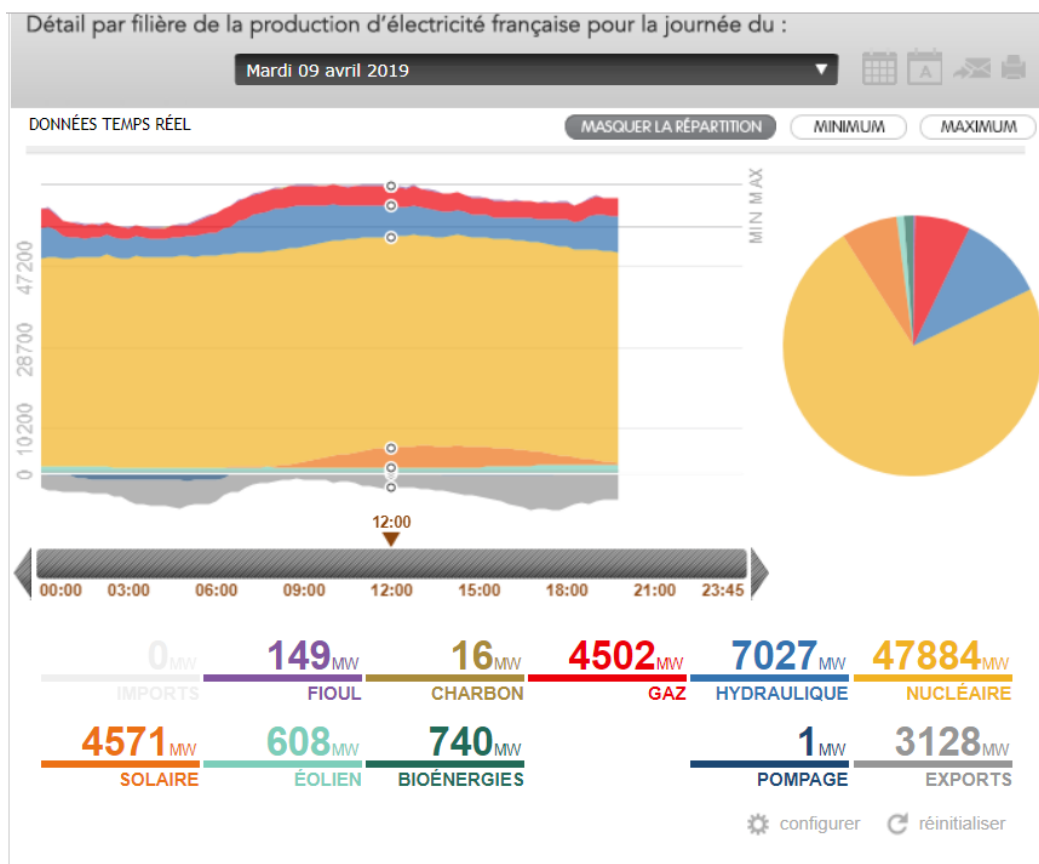 Détail par filière de la production d'électricité française pour la journée du :
Mardi 09 avril 2019
A
DONNÉES TEMPS RÉEL
MASQUER LA RÉPARTITION
MINIMUM
MAXIMUM
MIN MAX
47200
28700
10200
0
12:00
00:00 03:00 06:00 09:00 12:00 15:00 18:00 21:00 23:45
0MW 149MW 16MW 4502MW 7027MW 47884MW
IMPORTS FIOUL CHARBON GAZ HYDRAULIQUE NUCLÉAIRE
4571MW 608MW 740MW 1MW 3128MW
SOLAIRE ÉOLIEN BIOÉNERGIES POMPAGE EXPORTS
configurer réinitialiser